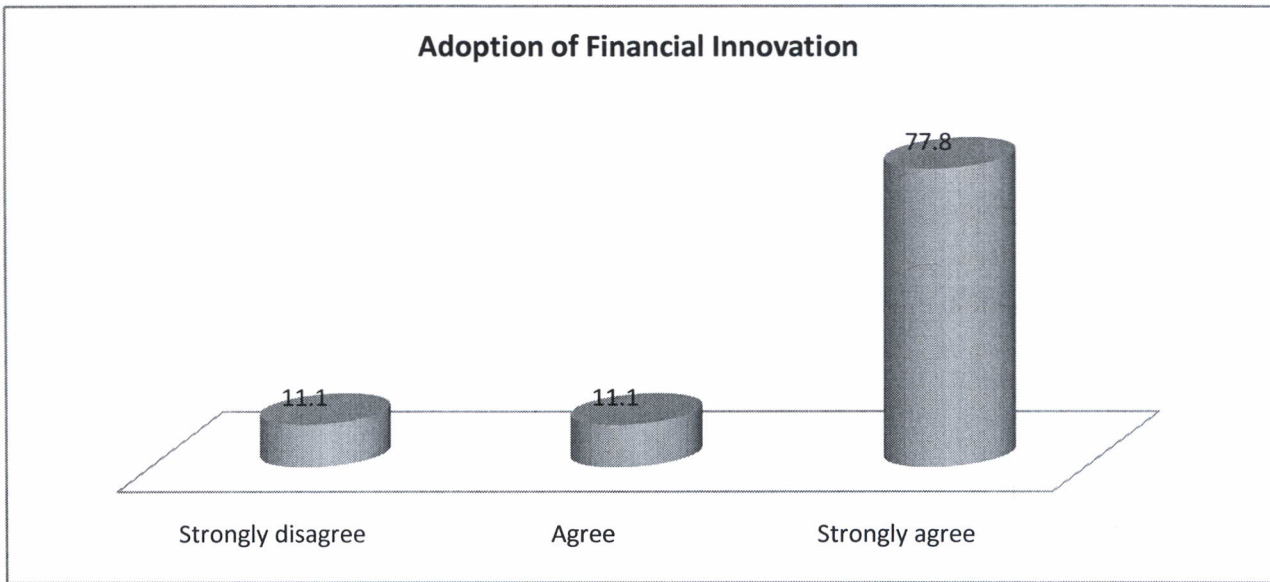 Adoption of Financial Innovation
77.8
11.1 11.1
Strongly disagree Agree Strongly agree